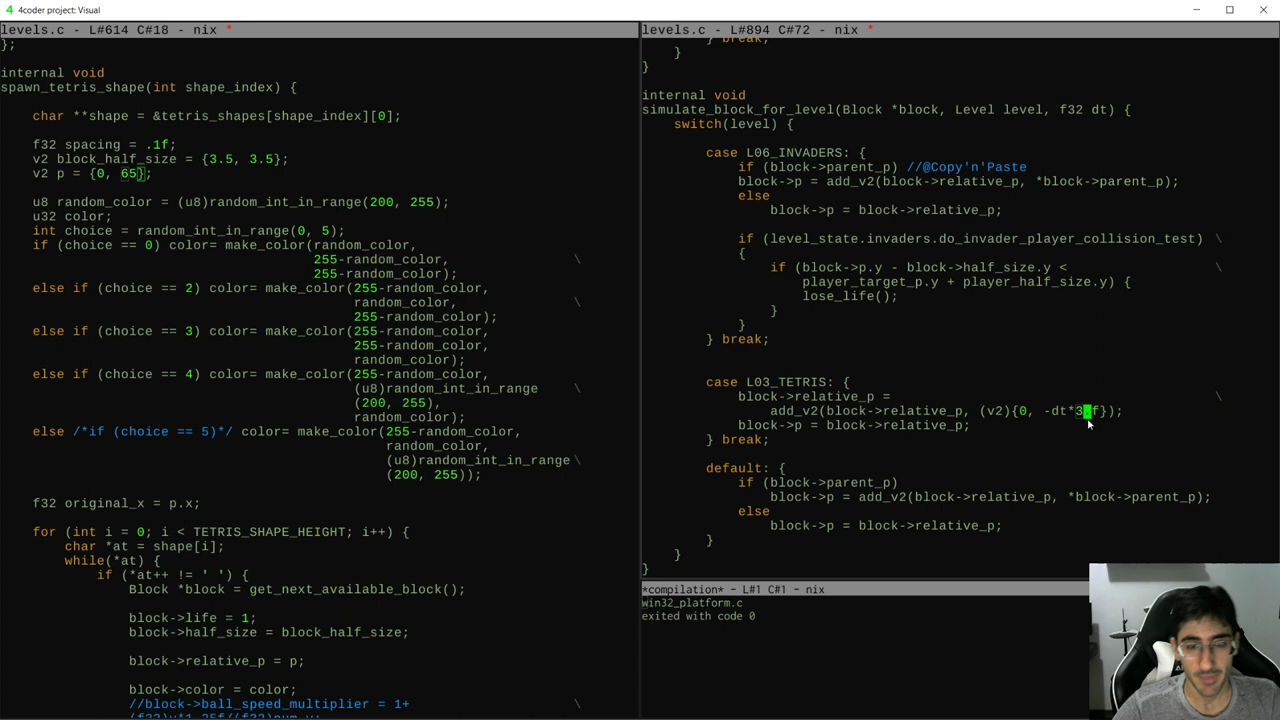 4coder project: Visual
levels.c - L#614 C#18 - nix *
};
internal void
spawn_tetris_shape(int shape_index) {
char **shape = &tetris_shapes[shape_index][0];
f32 spacing = .1f;
v2 block_half_size = {3.5, 3.5};
v2 p = {0, 65};
u8 random_color = (u8)random_int_in_range(200, 255);
u32 color;
int choice = random_int_in_range(0, 5);
if (choice == 0) color= make_color(random_color,
255-random_color, \
255-random_color);
else if (choice == 2) color= make_color(255-random_color,
random_color, \
255-random_color);
else if (choice == 3) color= make_color(255-random_color,
255-random_color,
random_color);
else if (choice == 4) color= make_color(255-random_color,
(u8)random_int_in_range \
(200, 255),
random_color);
else /*if (choice == 5)*/ color= make_color(255-random_color,
random_color,
(u8)random_int_in_range \
(200, 255));
f32 original_x = p.x;
for (int i = 0; i < TETRIS_SHAPE_HEIGHT; i++) {
char *at = shape[i];
while(*at) {
if (*at++ != ' ') {
Block *block = get_next_available_block();
block->life = 1;
block->half_size = block_half_size;
block->relative_p = p;
block->color = color;
//block->ball_speed_multiplier = 1+ \
levels.c - L#894 C#72 - nix *
} break;
}
}
internal void
simulate_block_for_level(Block *block, Level level, f32 dt) {
switch(level) {
case L06_INVADERS: {
if (block->parent_p) //@Copy'n'Paste
block->p = add_v2(block->relative_p, *block->parent_p);
else
block->p = block->relative_p;
if (level_state.invaders.do_invader_player_collision_test) \
{
if (block->p.y - block->half_size.y < \
player_target_p.y + player_half_size.y) {
lose_life();
}
}
} break;
case L03_TETRIS: {
block->relative_p = \
add_v2(block->relative_p, (v2){0, -dt*3.f});
block->p = block->relative_p;
} break;
default: {
if (block->parent_p)
block->p = add_v2(block->relative_p, *block->parent_p);
else
block->p = block->relative_p;
}
}
}
*compilation* - L#1 C#1 - nix
win32_platform.c
exited with code 0